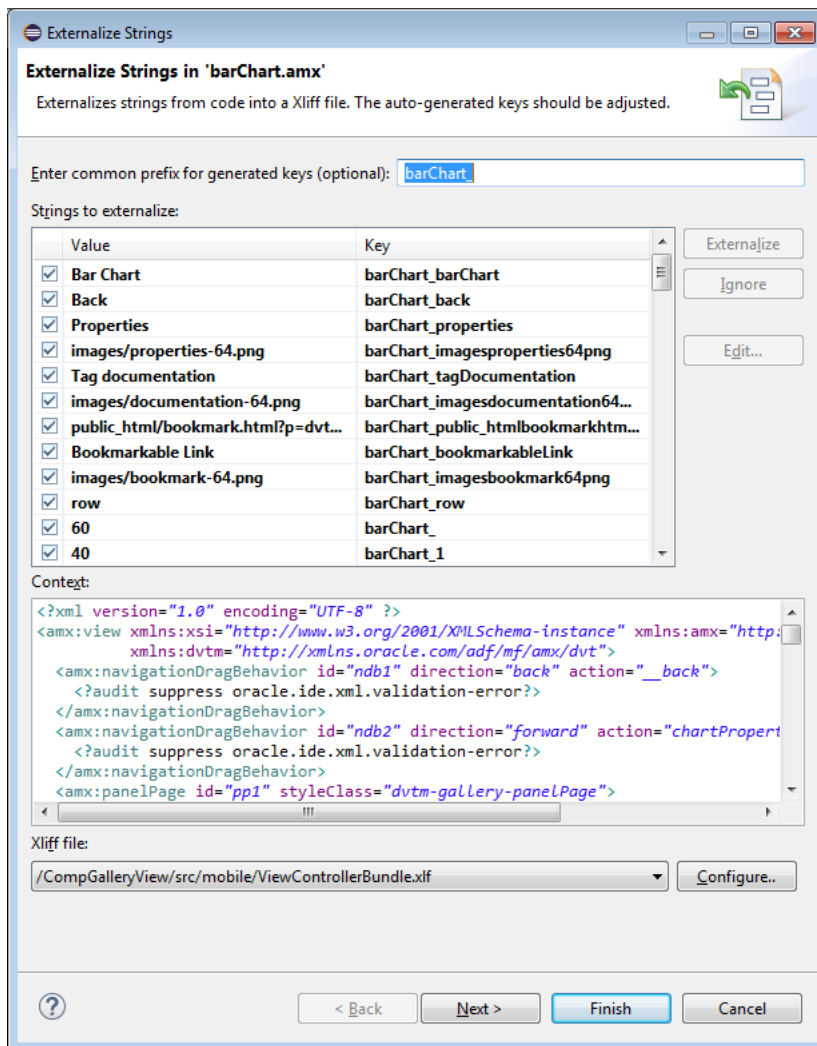 Externalize Strings
Externalize Strings in 'barChart.amx'
Externalizes strings from code into a Xliff file. The auto-generated keys should be adjusted.
Enter common prefix for generated keys (optional): barChart_
Strings to externalize:
Value Key
Bar Chart barChart_barChart
Back barChart_back
Properties barChart_properties
images/properties-64.png barChart_imagesproperties64png
Tag documentation barChart_tagDocumentation
images/documentation-64.png barChart_imagesdocumentation64...
public_html/bookmark.html?p=dvt... barChart_public_htmlbookmarkhtm...
Bookmarkable Link barChart_bookmarkableLink
images/bookmark-64.png barChart_imagesbookmark64png
row barChart_row
60 barChart_
40 barChart_1
Externalize
Ignore
Edit...
Context:
<?xml version="1.0" encoding="UTF-8" ?>
<amx:view xmlns:xsi="http://www.w3.org/2001/XMLSchema-instance" xmlns:amx="http:
xmlns:dvtm="http://xmlns.oracle.com/adf/mf/amx/dvt">
<amx:navigationDragBehavior id="ndb1" direction="back" action="__back">
<?audit suppress oracle.ide.xml.validation-error?>
</amx:navigationDragBehavior>
<amx:navigationDragBehavior id="ndb2" direction="forward" action="chartPropert
<?audit suppress oracle.ide.xml.validation-error?>
</amx:navigationDragBehavior>
<amx:panelPage id="pp1" styleClass="dvtm-gallery-panelPage">
Xliff file:
/CompGalleryView/src/mobile/ViewControllerBundle.xlf Configure..
? < Back Next > Finish Cancel